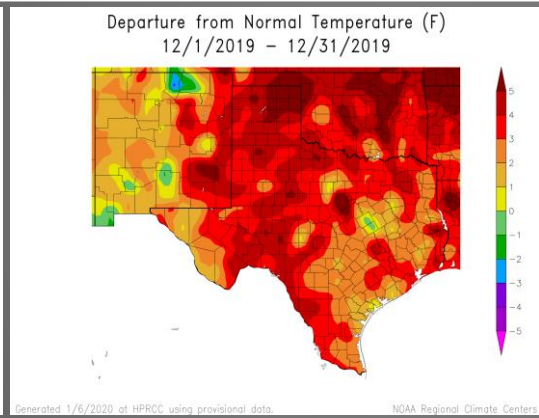 Departure from Normal Temperature (F)
12/1/2019 – 12/31/2019
5
4
3
2
1
0
-1
-2
-3
-4
-5
Generated 1/6/2020 at HPRCC using provisional data.
NOAA Regional Climate Centers